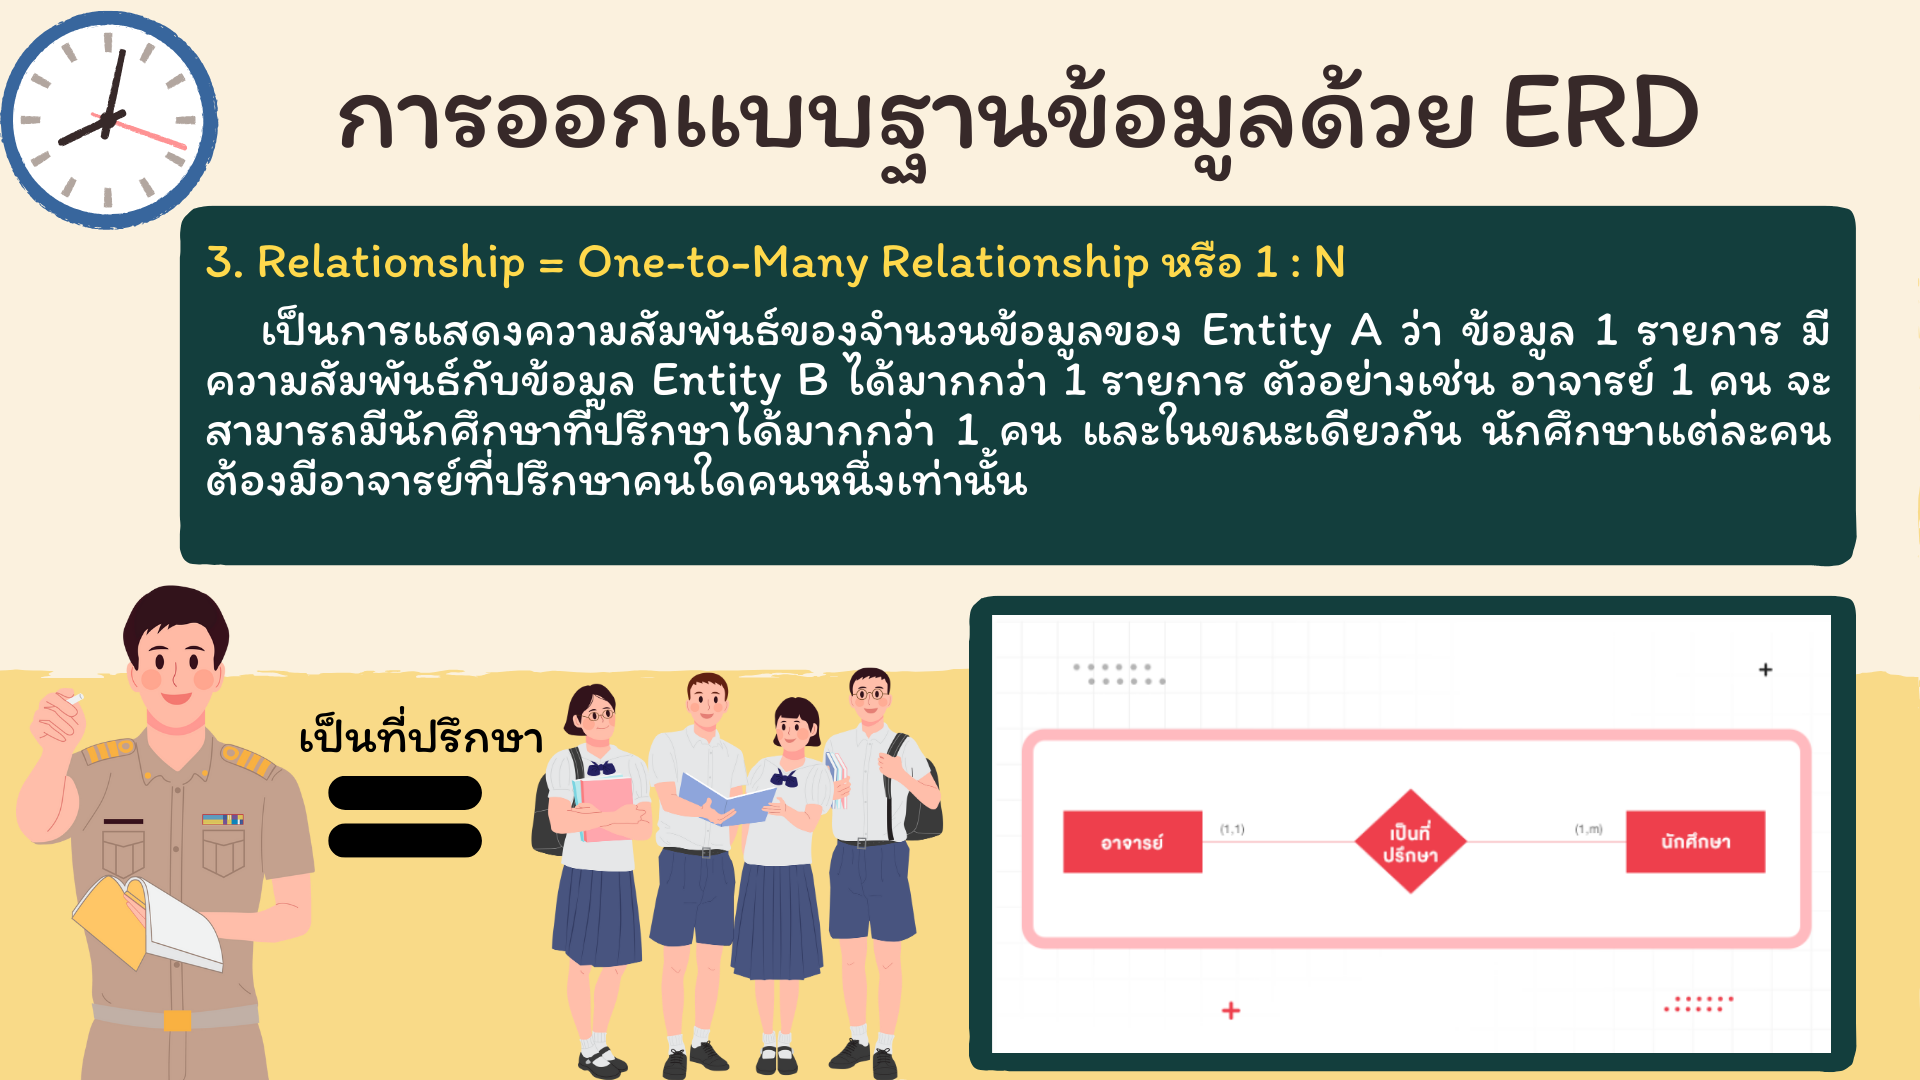 การออกแบบฐานข้อมูลด้วย ERD
3. Relationship = One-to-Many Relationship หรือ 1 : N
เป็นการแสดงความสัมพันธ์ของจำนวนข้อมูลของ Entity A ว่า ข้อมูล 1 รายการ มี
ความสัมพันธ์กับข้อมูล Entity B ได้มากกว่า 1 รายการ ตัวอย่างเช่น อาจารย์ 1 คน จะ
สามารถมีนักศึกษาที่ปรึกษาได้มากกว่า 1 คน และในขณะเดียวกัน นักศึกษาแต่ละคน
ต้องมีอาจารย์ที่ปรึกษาคนใดคนหนึ่งเท่านั้น
เป็นที่ปรึกษา
อาจารย์
(1,1)
เป็นที่
ปรึกษา
(1,m)
นักศึกษา